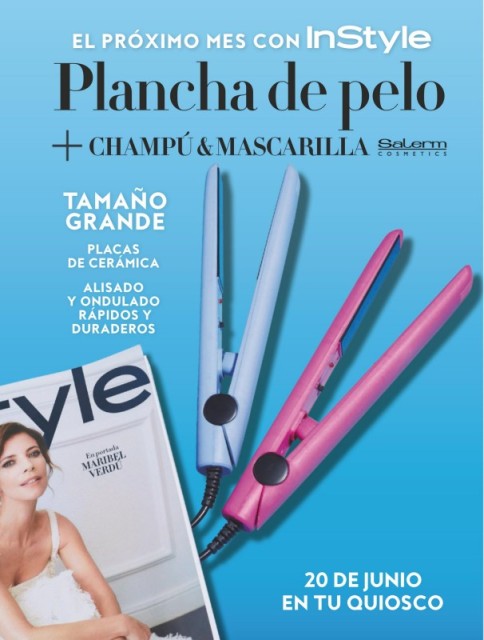 EL PRÓXIMO MES CON InStyle
Plancha de pelo
+ CHAMPÚ & MASCARILLA Salerm
COSMETICS
TAMAÑO
GRANDE
PLACAS
DE CERÁMICA
ALISADO
Y ONDULADO
RÁPIDOS Y
DURADEROS
tyle
En portada
MARIBEL
VERDÚ
20 DE JUNIO
EN TU QUIOSCO